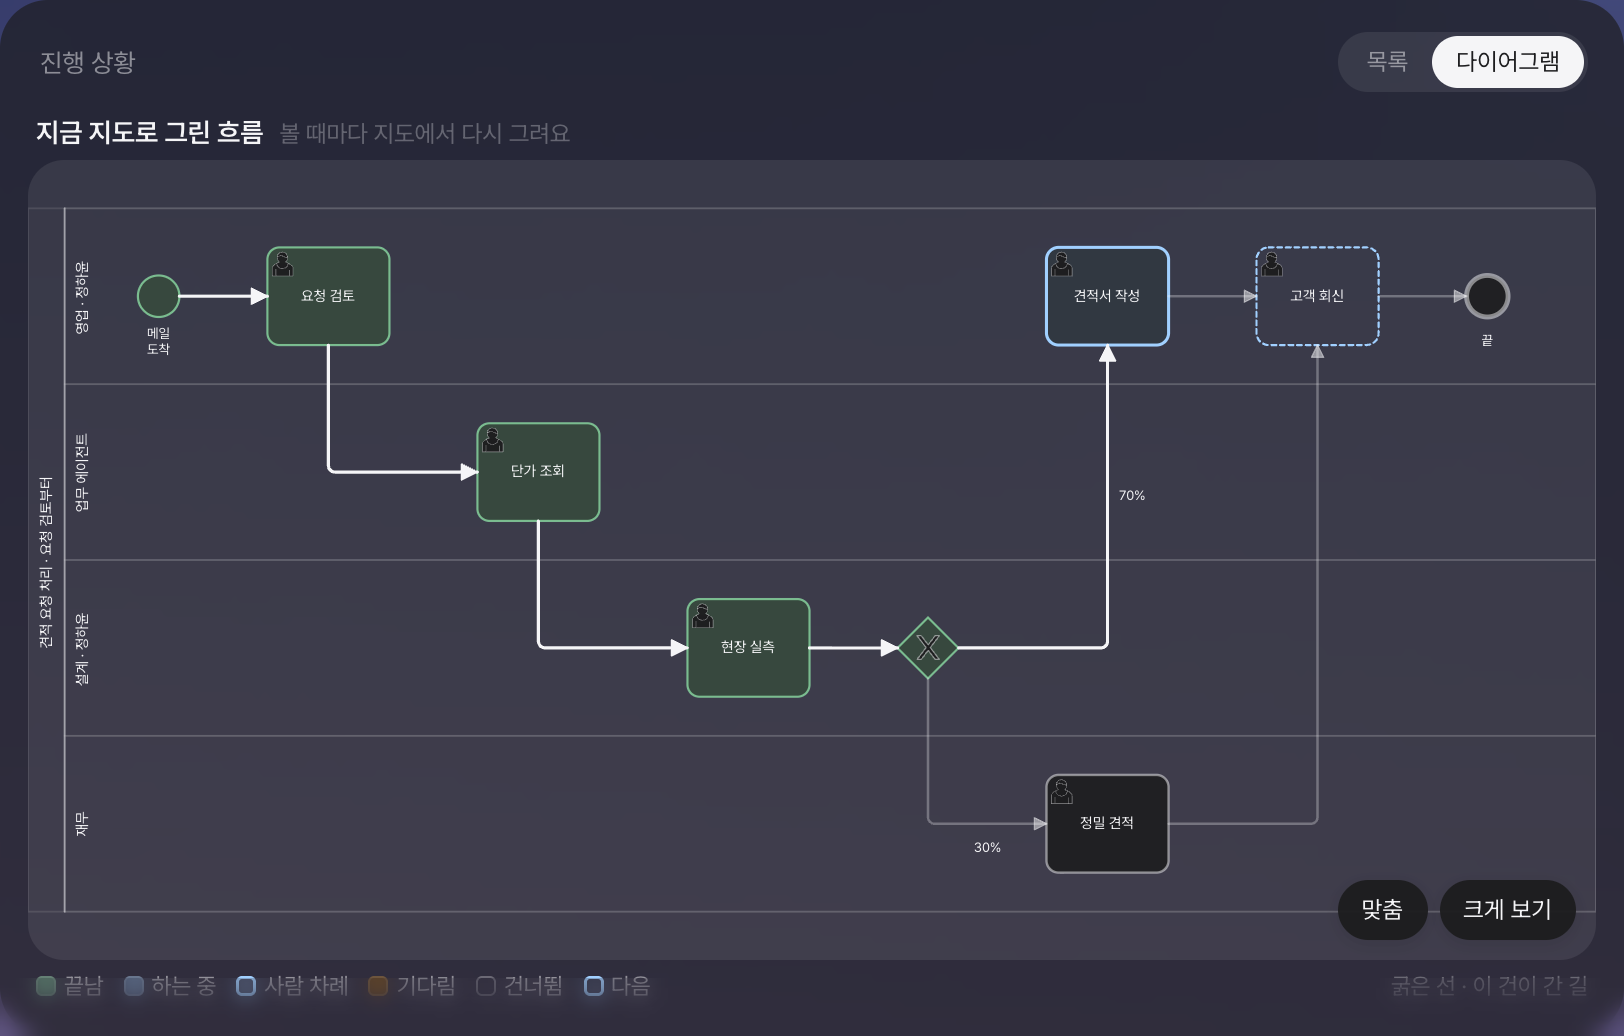 진행 상황
목록
다이어그램
지금 지도로 그린 흐름 볼 때마다 지도에서 다시 그려요
견적 요청 처리 · 요청 검토부터
영업 · 정하윤
메일
도착
요청 검토
견적서 작성
고객 회신
끝
업무 에이전트
단가 조회
70%
설계 · 정하윤
현장 실측
X
재무
정밀 견적
30%
맞춤
크게 보기
끝남
하는 중
사람 차례
기다림
건너뜀
다음
굵은 선 · 이 건이 간 길